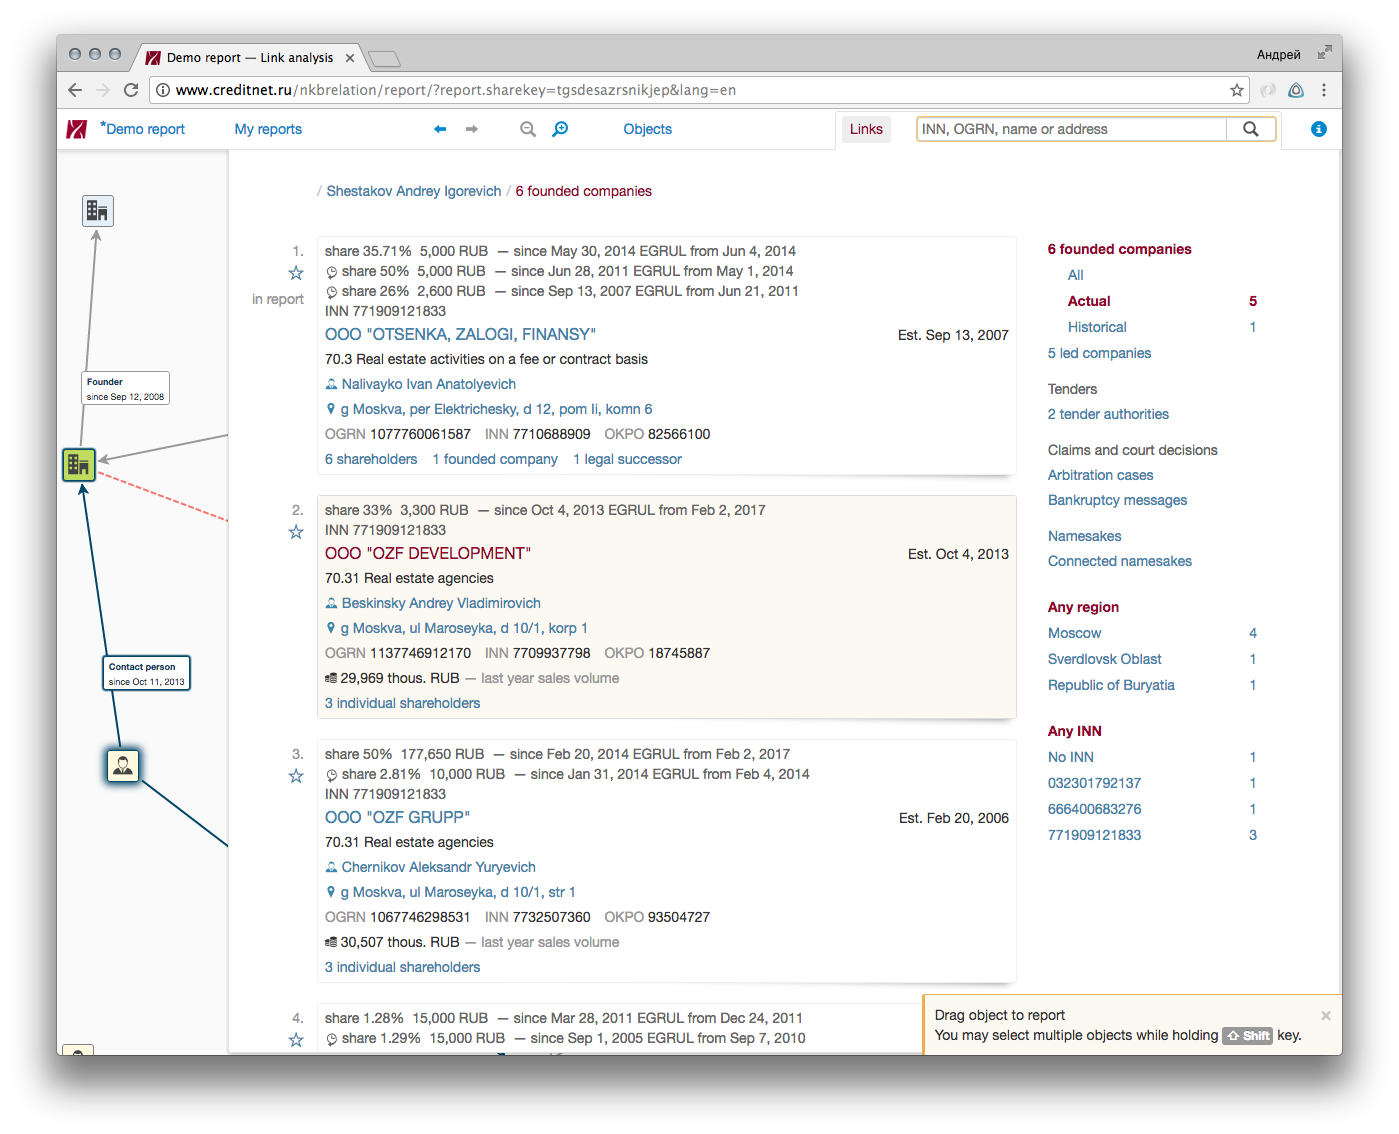 Demo report — Link analysis
Андрей
www.creditnet.ru/nkbrelation/report/?report.sharekey=tgsdesazrsnikjep&lang=en
*Demo report
My reports
Objects
Links
INN, OGRN, name or address
/ Shestakov Andrey Igorevich / 6 founded companies
Founder
since Sep 12, 2008
Contact person
since Oct 11, 2013
1.
in report
share 35.71% 5,000 RUB — since May 30, 2014 EGRUL from Jun 4, 2014
share 50% 5,000 RUB — since Jun 28, 2011 EGRUL from May 1, 2014
share 26% 2,600 RUB — since Sep 13, 2007 EGRUL from Jun 21, 2011
INN 771909121833
OOO "OTSENKA, ZALOGI, FINANSY"
Est. Sep 13, 2007
70.3 Real estate activities on a fee or contract basis
Nalivayko Ivan Anatolyevich
g Moskva, per Elektrichesky, d 12, pom Ii, komn 6
OGRN 1077760061587 INN 7710688909 OKPO 82566100
6 shareholders 1 founded company 1 legal successor
2.
share 33% 3,300 RUB — since Oct 4, 2013 EGRUL from Feb 2, 2017
INN 771909121833
OOO "OZF DEVELOPMENT"
Est. Oct 4, 2013
70.31 Real estate agencies
Beskinsky Andrey Vladimirovich
g Moskva, ul Maroseyka, d 10/1, korp 1
OGRN 1137746912170 INN 7709937798 OKPO 18745887
29,969 thous. RUB — last year sales volume
3 individual shareholders
3.
share 50% 177,650 RUB — since Feb 20, 2014 EGRUL from Feb 2, 2017
share 2.81% 10,000 RUB — since Jan 31, 2014 EGRUL from Feb 4, 2014
INN 771909121833
OOO "OZF GRUPP"
Est. Feb 20, 2006
70.31 Real estate agencies
Chernikov Aleksandr Yuryevich
g Moskva, ul Maroseyka, d 10/1, str 1
OGRN 1067746298531 INN 7732507360 OKPO 93504727
30,507 thous. RUB — last year sales volume
3 individual shareholders
4.
share 1.28% 15,000 RUB — since Mar 28, 2011 EGRUL from Dec 24, 2011
share 1.29% 15,000 RUB — since Sep 1, 2005 EGRUL from Sep 7, 2010
6 founded companies
All
Actual 5
Historical 1
5 led companies
Tenders
2 tender authorities
Claims and court decisions
Arbitration cases
Bankruptcy messages
Namesakes
Connected namesakes
Any region
Moscow 4
Sverdlovsk Oblast 1
Republic of Buryatia 1
Any INN
No INN 1
032301792137 1
666400683276 1
771909121833 3
Drag object to report
You may select multiple objects while holding Shift key.